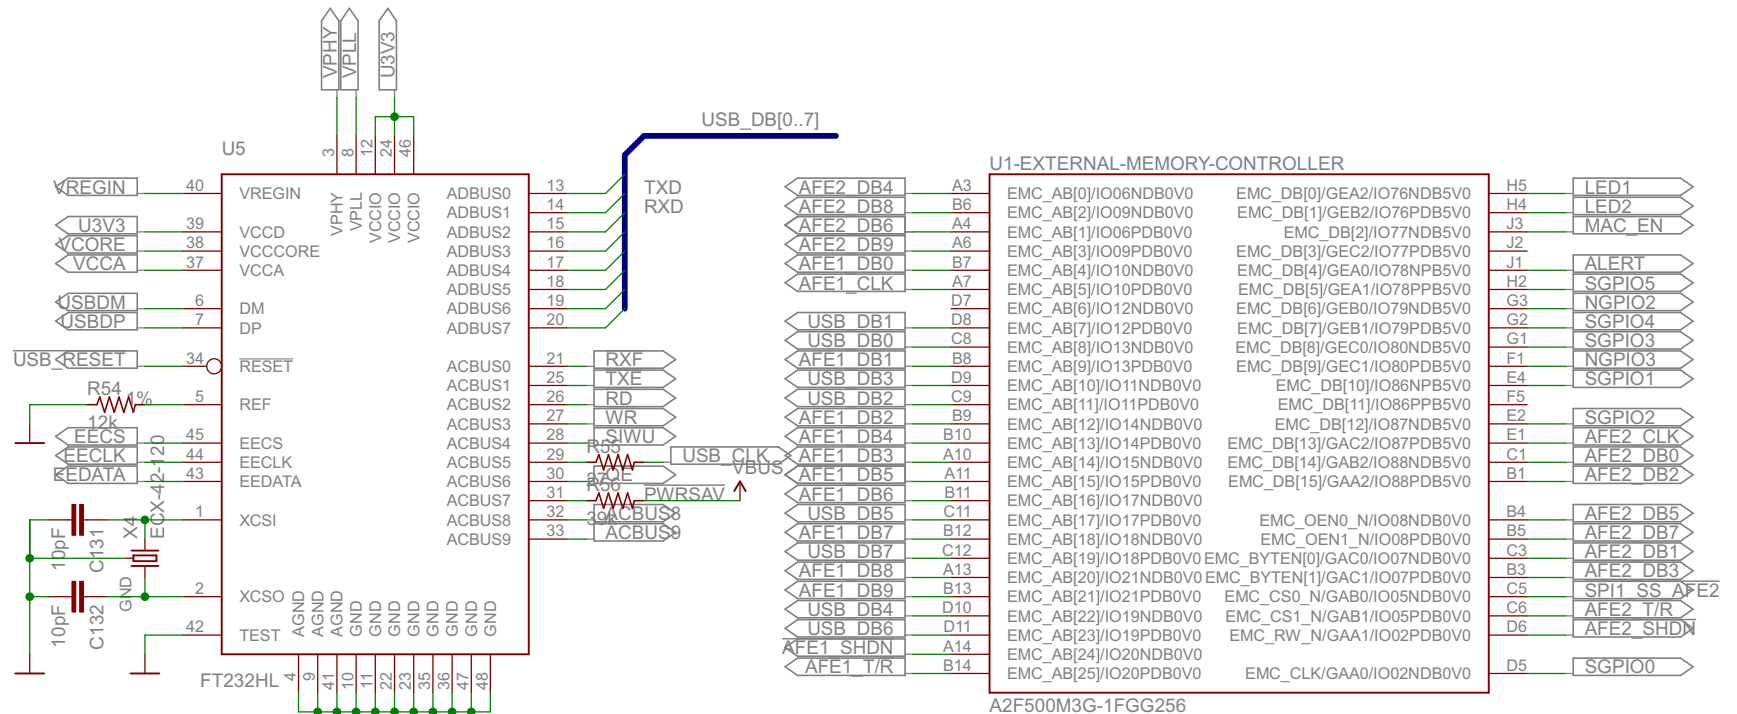 VPHY
VPLL
U3V3
USB_DB[0..7]
U5
3
8
12
24
46
VREGIN 40 VREGIN
U3V3 39 VCCD
VCORE 38 VCCCORE
VCCA 37 VCCA
USBDM 6 DM
USBDP 7 DP
USB_RESET 34 RESET
R54 1%
12k
5 REF
EECS 45 EECS
EECLK 44 EECLK
EEDATA 43 EEDATA
1 XCSI
2 XCSO
42 TEST
10pF
C131
X4
ECX-42-120
GND
10pF
C132
VPHY
VPLL
VCCIO
VCCIO
VCCIO
ADBUS0 13 TXD
ADBUS1 14 RXD
ADBUS2 15
ADBUS3 16
ADBUS4 17
ADBUS5 18
ADBUS6 19
ADBUS7 20
ACBUS0 21 RXF
ACBUS1 25 TXE
ACBUS2 26 RD
ACBUS3 27 WR
ACBUS4 28 SIWU
ACBUS5 29 R55 USB_CLK
ACBUS6 30 OE
VBUS
ACBUS7 31 R56 PWRSAV
ACBUS8 32 ACBUS8
ACBUS9 33 ACBUS9
AGND
AGND
AGND
GND
GND
GND
GND
GND
GND
GND
GND
FT232HL
4
9
41
10
11
22
23
35
36
47
48
U1-EXTERNAL-MEMORY-CONTROLLER
AFE2_DB4 A3 EMC_AB[0]/IO06NDB0V0
AFE2_DB8 B6 EMC_AB[2]/IO09NDB0V0
AFE2_DB6 A4 EMC_AB[1]/IO06PDB0V0
AFE2_DB9 A6 EMC_AB[3]/IO09PDB0V0
AFE1_DB0 B7 EMC_AB[4]/IO10NDB0V0
AFE1_CLK A7 EMC_AB[5]/IO10PDB0V0
D7 EMC_AB[6]/IO12NDB0V0
USB_DB1 D8 EMC_AB[7]/IO12PDB0V0
USB_DB0 C8 EMC_AB[8]/IO13NDB0V0
AFE1_DB1 B8 EMC_AB[9]/IO13PDB0V0
USB_DB3 D9 EMC_AB[10]/IO11NDB0V0
USB_DB2 C9 EMC_AB[11]/IO11PDB0V0
AFE1_DB2 B9 EMC_AB[12]/IO14NDB0V0
AFE1_DB4 B10 EMC_AB[13]/IO14PDB0V0
AFE1_DB3 A10 EMC_AB[14]/IO15NDB0V0
AFE1_DB5 A11 EMC_AB[15]/IO15PDB0V0
AFE1_DB6 B11 EMC_AB[16]/IO17NDB0V0
USB_DB5 C11 EMC_AB[17]/IO17PDB0V0
AFE1_DB7 B12 EMC_AB[18]/IO18NDB0V0
USB_DB7 C12 EMC_AB[19]/IO18PDB0V0
AFE1_DB8 A13 EMC_AB[20]/IO21NDB0V0
AFE1_DB9 B13 EMC_AB[21]/IO21PDB0V0
USB_DB4 D10 EMC_AB[22]/IO19NDB0V0
USB_DB6 D11 EMC_AB[23]/IO19PDB0V0
AFE1_SHDN A14 EMC_AB[24]/IO20NDB0V0
AFE1_T/R B14 EMC_AB[25]/IO20PDB0V0
EMC_DB[0]/GEA2/IO76NDB5V0 H5 LED1
EMC_DB[1]/GEB2/IO76PDB5V0 H4 LED2
EMC_DB[2]/IO77NDB5V0 J3 MAC_EN
EMC_DB[3]/GEC2/IO77PDB5V0 J2
EMC_DB[4]/GEA0/IO78NPB5V0 J1 ALERT
EMC_DB[5]/GEA1/IO78PPB5V0 H2 SGPIO5
EMC_DB[6]/GEB0/IO79NDB5V0 G3 NGPIO2
EMC_DB[7]/GEB1/IO79PDB5V0 G2 SGPIO4
EMC_DB[8]/GEC0/IO80NDB5V0 G1 SGPIO3
EMC_DB[9]/GEC1/IO80PDB5V0 F1 NGPIO3
EMC_DB[10]/IO86NPB5V0 E4 SGPIO1
EMC_DB[11]/IO86PPB5V0 F5
EMC_DB[12]/IO87NDB5V0 E2 SGPIO2
EMC_DB[13]/GAC2/IO87PDB5V0 E1 AFE2_CLK
EMC_DB[14]/GAB2/IO88NDB5V0 C1 AFE2_DB0
EMC_DB[15]/GAA2/IO88PDB5V0 B1 AFE2_DB2
EMC_OEN0_N/IO08NDB0V0 B4 AFE2_DB5
EMC_OEN1_N/IO08PDB0V0 B5 AFE2_DB7
EMC_BYTEN[0]/GAC0/IO07NDB0V0 C3 AFE2_DB1
EMC_BYTEN[1]/GAC1/IO07PDB0V0 B3 AFE2_DB3
EMC_CS0_N/GAB0/IO05NDB0V0 C5 SPI1_SS_AFE2
EMC_CS1_N/GAB1/IO05PDB0V0 C6 AFE2_T/R
EMC_RW_N/GAA1/IO02PDB0V0 D6 AFE2_SHDN
EMC_CLK/GAA0/IO02NDB0V0 D5 SGPIO0
A2F500M3G-1FGG256